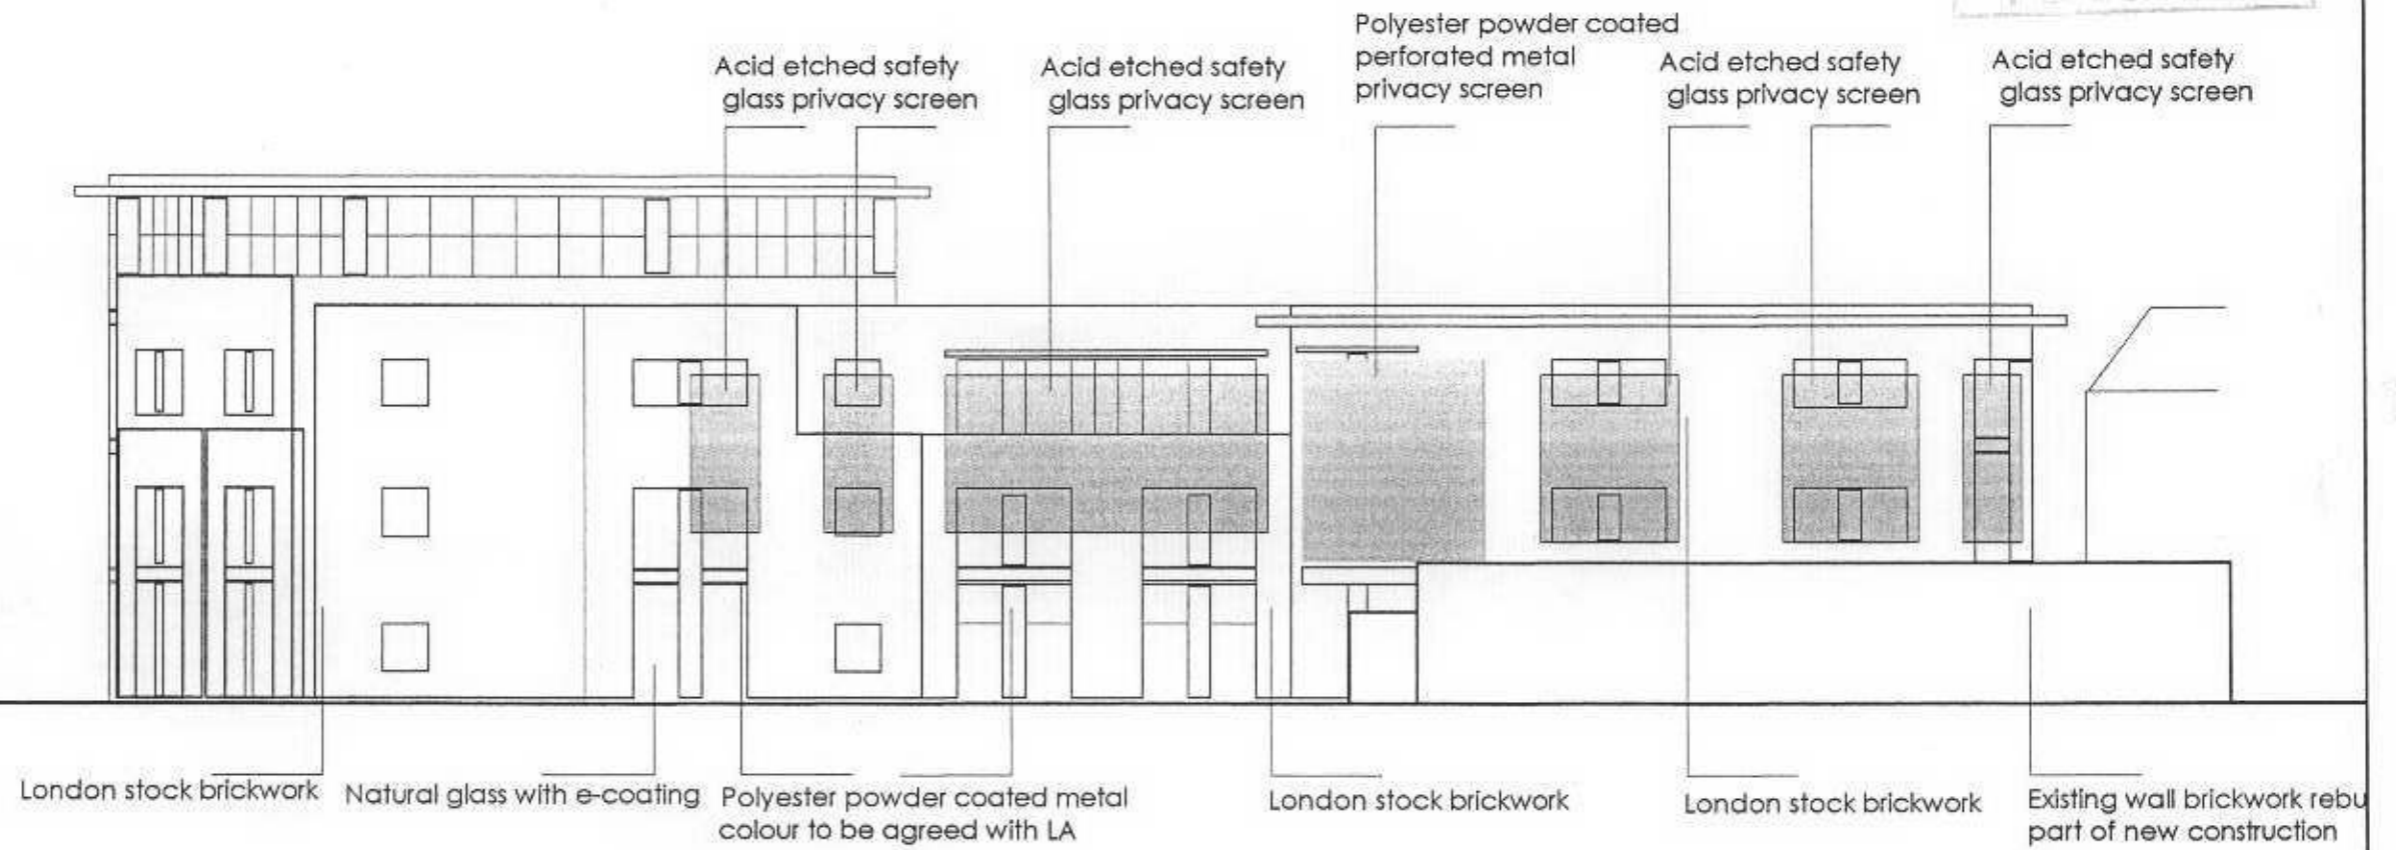 Polyester powder coated
perforated metal
privacy screen
Acid etched safety
glass privacy screen
Acid etched safety
glass privacy screen
Acid etched safety
glass privacy screen
Acid etched safety
glass privacy screen
London stock brickwork
Natural glass with e-coating
Polyester powder coated metal
colour to be agreed with LA
London stock brickwork
London stock brickwork
Existing wall brickwork rebu
part of new construction